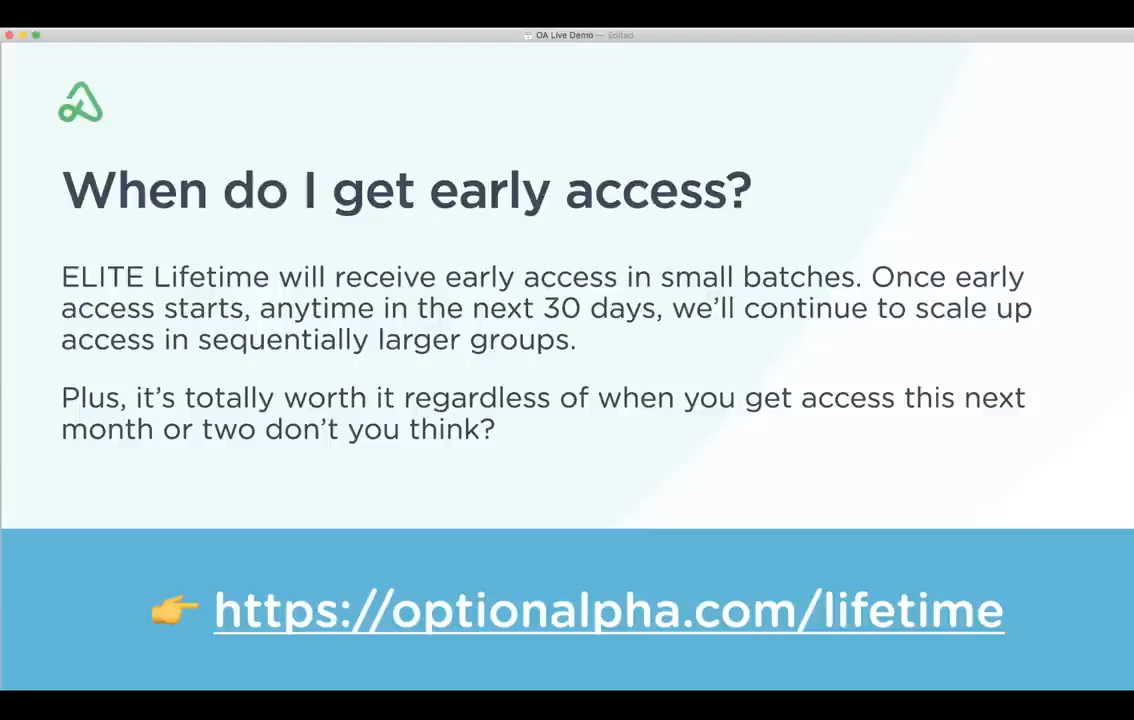 OA Live Demo — Edited
When do I get early access?
ELITE Lifetime will receive early access in small batches. Once early
access starts, anytime in the next 30 days, we’ll continue to scale up
access in sequentially larger groups.
Plus, it’s totally worth it regardless of when you get access this next
month or two don’t you think?
https://optionalpha.com/lifetime